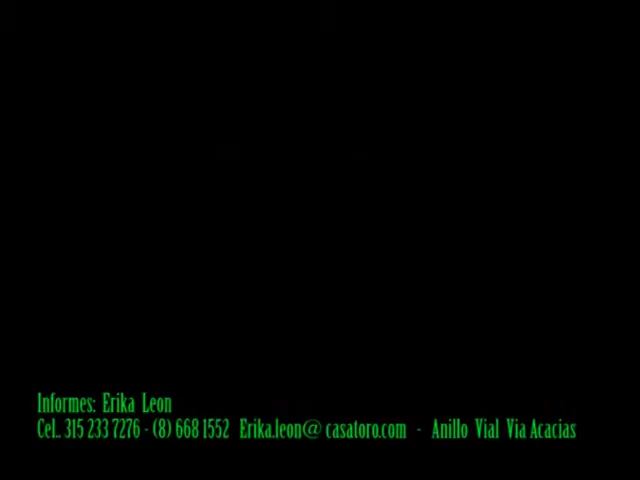 Informes: Erika Leon
Cel.. 315 233 7276 - (8) 668 1552 Erika.leon@ casatoro.com - Anillo Vial Via Acacias